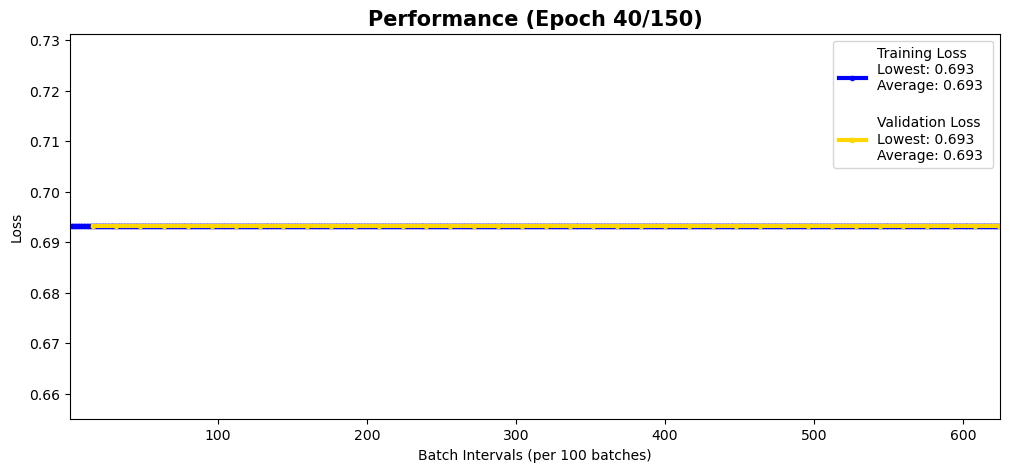 Performance (Epoch 40/150)
Training Loss
Lowest: 0.693
Average: 0.693
Validation Loss
Lowest: 0.693
Average: 0.693
Loss
0.73
0.72
0.71
0.70
0.69
0.68
0.67
0.66
100
200
300
400
500
600
Batch Intervals (per 100 batches)